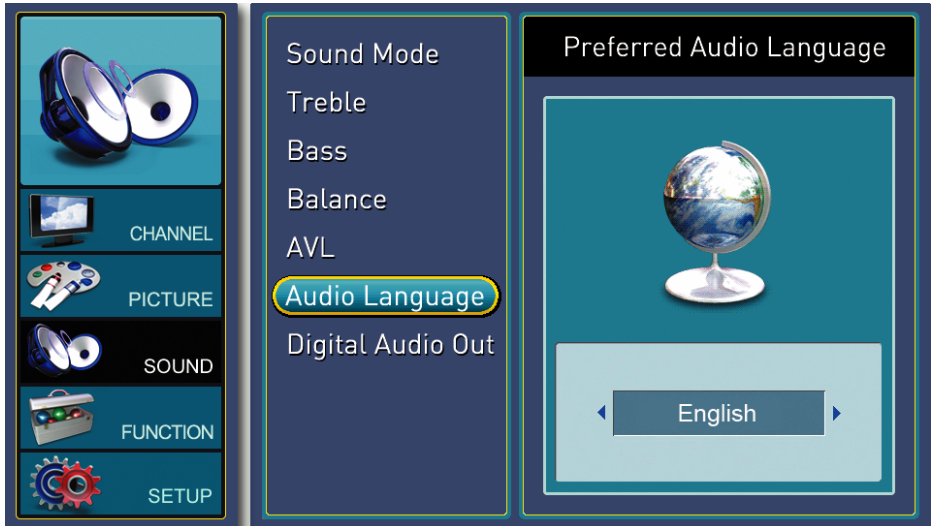 CHANNEL
PICTURE
SOUND
FUNCTION
SETUP
Sound Mode
Treble
Bass
Balance
AVL
Audio Language
Digital Audio Out
Preferred Audio Language
English